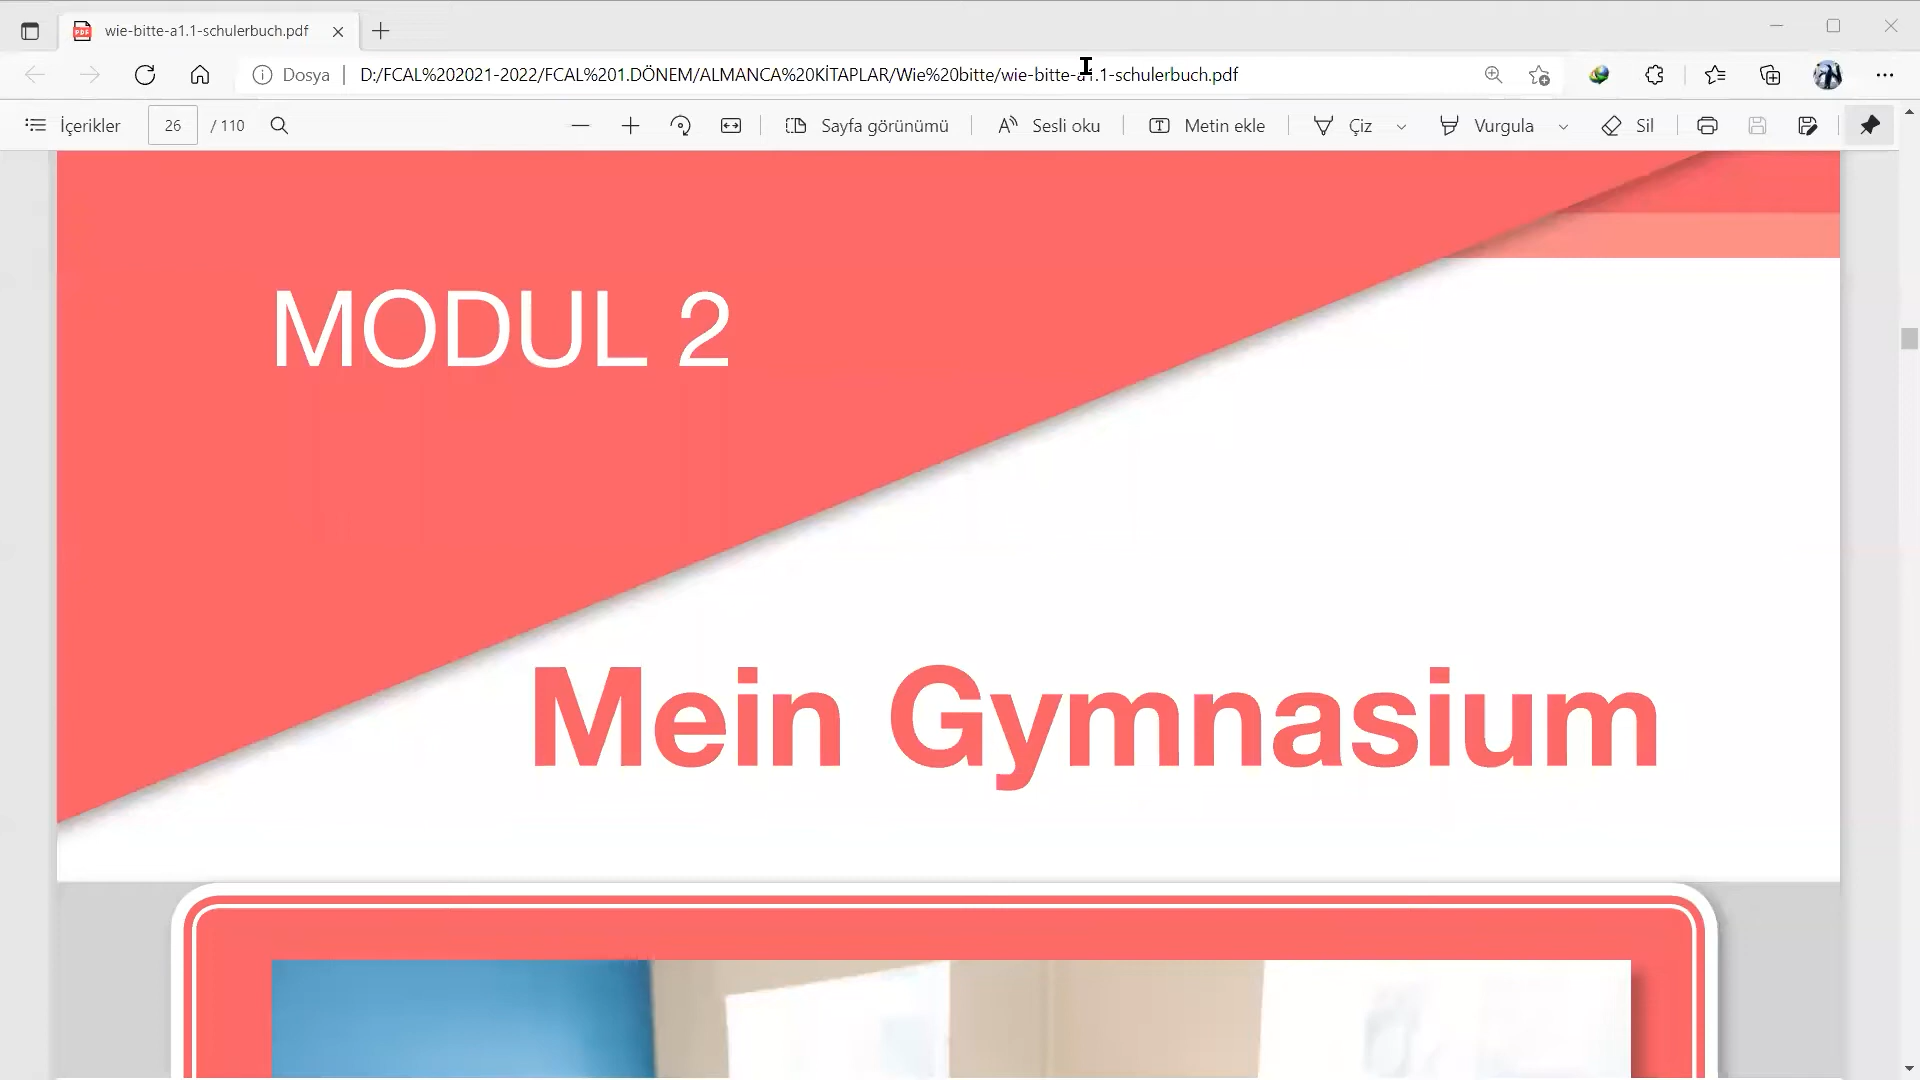 wie-bitte-a1.1-schulerbuch.pdf
Dosya D:/FCAL%202021-2022/FCAL%201.DÖNEM/ALMANCA%20KİTAPLAR/Wie%20bitte/wie-bitte-a1.1-schulerbuch.pdf
İçerikler 26 / 110 Sayfa görünümü Sesli oku Metin ekle Çiz Vurgula Sil
MODUL 2
Mein Gymnasium